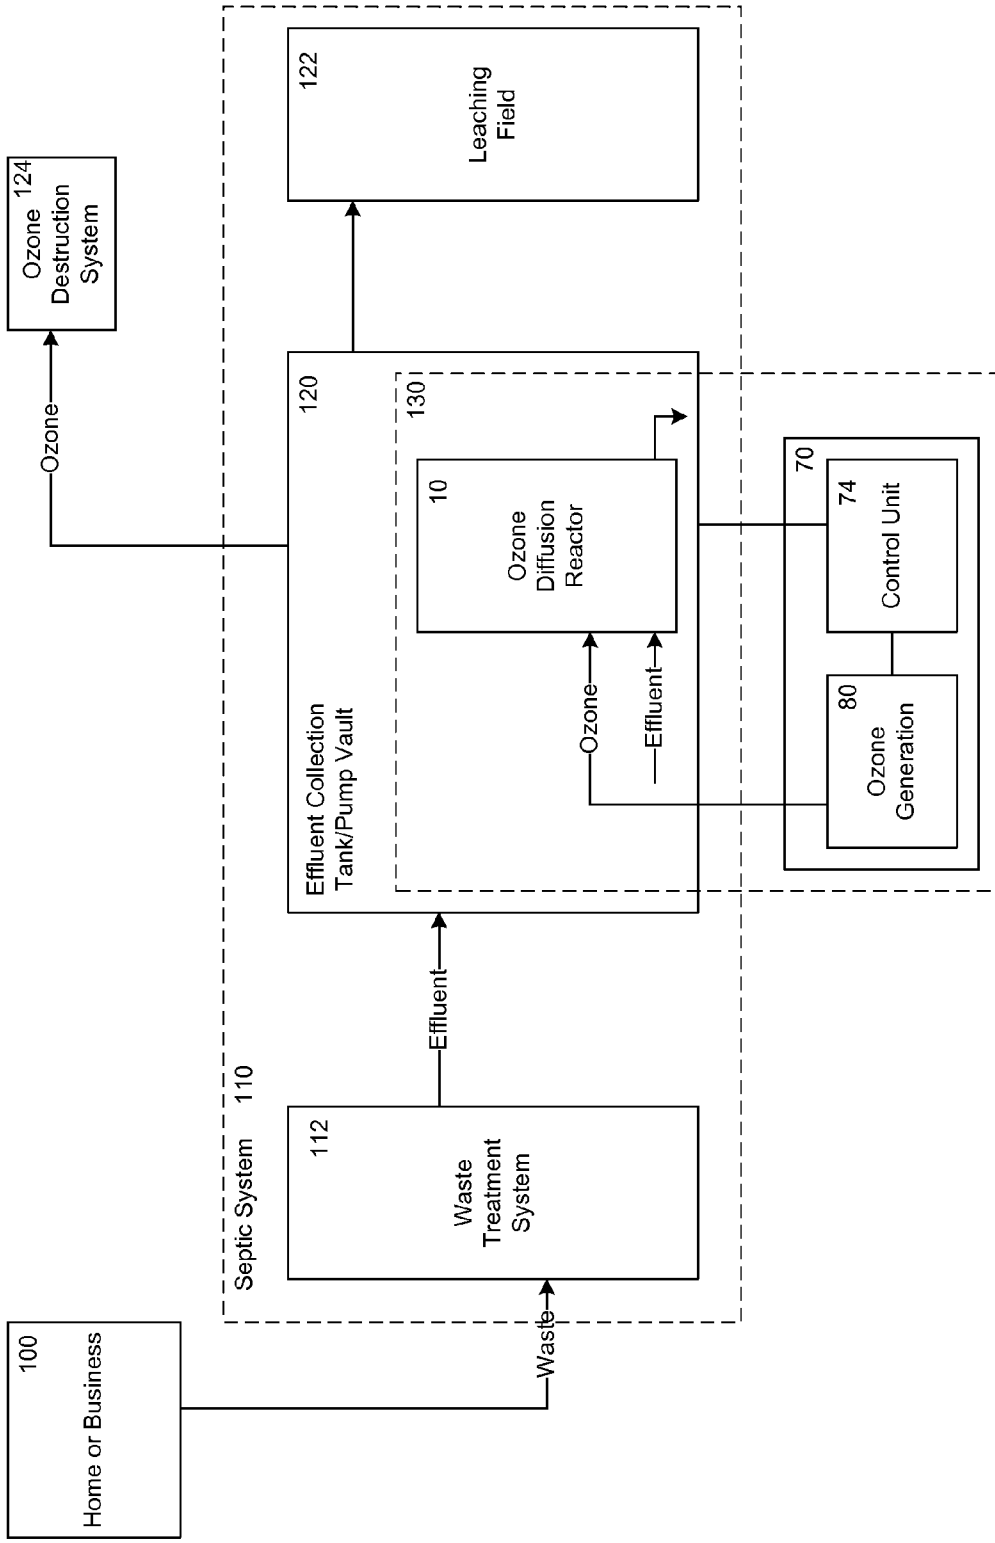 100
Home or Business
Waste
Septic System 110
112
Waste
Treatment
System
Effluent
Effluent Collection
Tank/Pump Vault
120
130
10
Ozone
Diffusion
Reactor
Ozone
Effluent
70
80
Ozone
Generation
74
Control Unit
Ozone
124
Ozone
Destruction
System
122
Leaching
Field